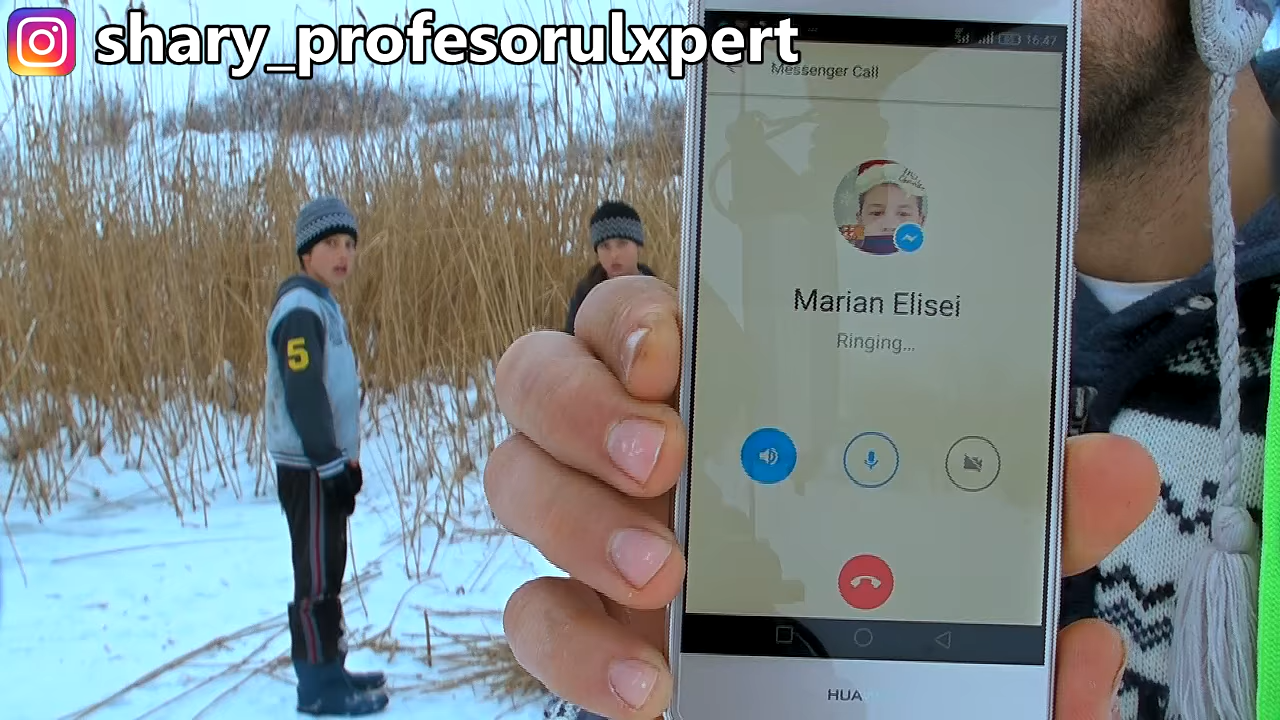 shary_profesorulxpert
16:47
Messenger Call
Marian Elisei
Ringing...
5
HUA